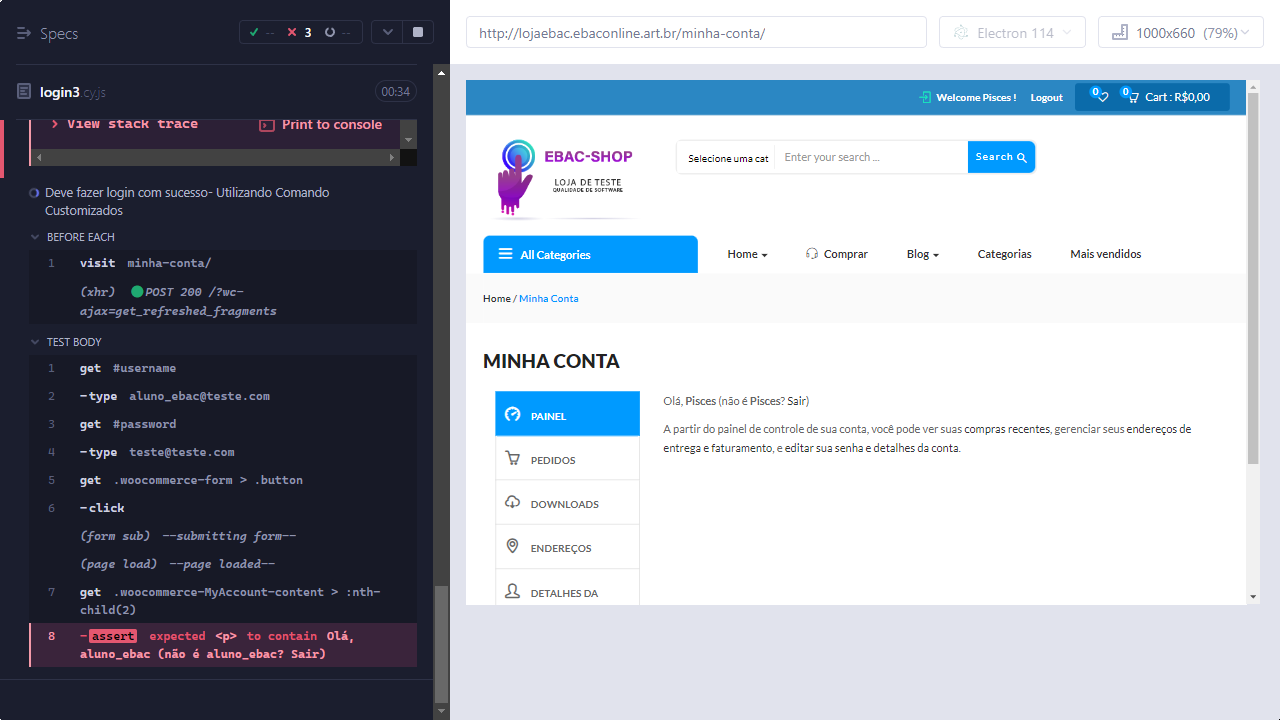 Specs
-- 3 --
login3.cy.js
00:34
View stack trace
Print to console
Deve fazer login com sucesso- Utilizando Comando
Customizados
BEFORE EACH
1 visit minha-conta/
(xhr) POST 200 /?wc-
ajax=get_refreshed_fragments
TEST BODY
1 get #username
2 -type aluno_ebac@teste.com
3 get #password
4 -type teste@teste.com
5 get .woocommerce-form > .button
6 -click
(form sub) --submitting form--
(page load) --page loaded--
7 get .woocommerce-MyAccount-content > :nth-
child(2)
8 -assert expected <p> to contain Olá,
aluno_ebac (não é aluno_ebac? Sair)
http://lojaebac.ebaconline.art.br/minha-conta/
Electron 114
1000x660 (79%)
Welcome Pisces !
Logout
0
0
Cart : R$0,00
EBAC-SHOP
LOJA DE TESTE
QUALIDADE DE SOFTWARE
Selecione uma cat
Enter your search ...
Search
All Categories
Home
Comprar
Blog
Categorias
Mais vendidos
Home / Minha Conta
MINHA CONTA
PAINEL
PEDIDOS
DOWNLOADS
ENDEREÇOS
DETALHES DA
Olá, Pisces (não é Pisces? Sair)
A partir do painel de controle de sua conta, você pode ver suas compras recentes, gerenciar seus endereços de
entrega e faturamento, e editar sua senha e detalhes da conta.